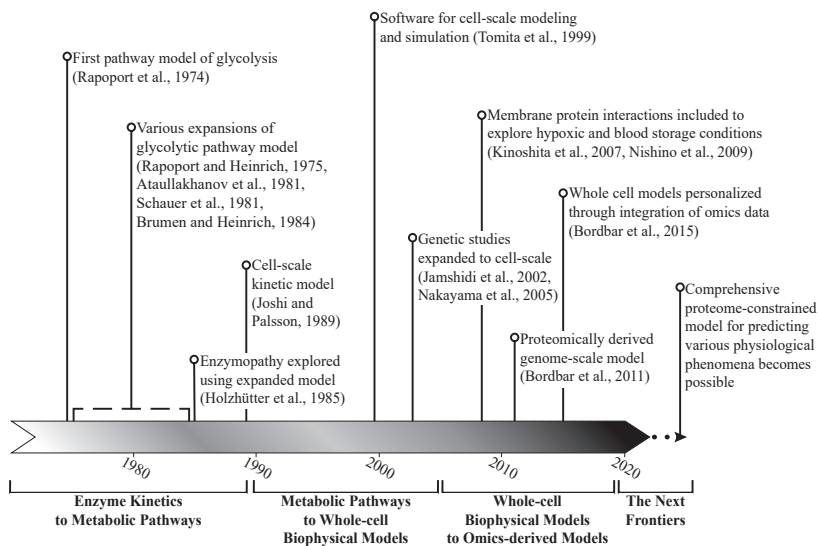 Software for cell-scale modeling
and simulation (Tomita et al., 1999)
First pathway model of glycolysis
(Rapoport et al., 1974)
Various expansions of
glycolytic pathway model
(Rapoport and Heinrich, 1975,
Ataullakhanov et al., 1981,
Schauer et al., 1981,
Brumen and Heinrich, 1984)
Membrane protein interactions included to
explore hypoxic and blood storage conditions
(Kinoshita et al., 2007, Nishino et al., 2009)
Whole cell models personalized
through integration of omics data
(Bordbar et al., 2015)
Genetic studies
expanded to cell-scale
(Jamshidi et al., 2002,
Nakayama et al., 2005)
Cell-scale
kinetic model
(Joshi and
Palsson, 1989)
Comprehensive
proteome-constrained
model for predicting
various physiological
phenomena becomes
possible
Proteomically derived
genome-scale model
(Bordbar et al., 2011)
Enzymopathy explored
using expanded model
(Holzhütter et al., 1985)
1980
1990
2000
2010
2020
Enzyme Kinetics
to Metabolic Pathways
Metabolic Pathways
to Whole-cell
Biophysical Models
Whole-cell
Biophysical Models
to Omics-derived Models
The Next
Frontiers